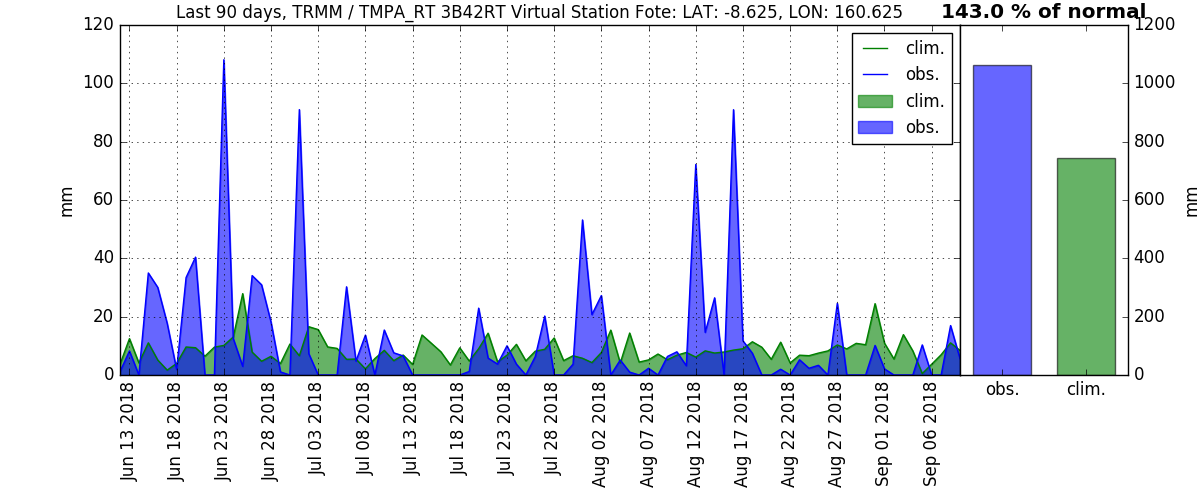 Last 90 days, TRMM / TMPA_RT 3B42RT Virtual Station Fote: LAT: -8.625, LON: 160.625
143.0 % of normal
120
100
80
60
40
20
0
mm
clim.
obs.
clim.
obs.
1200
1000
800
600
400
200
0
mm
obs.
clim.
Jun 13 2018
Jun 18 2018
Jun 23 2018
Jun 28 2018
Jul 03 2018
Jul 08 2018
Jul 13 2018
Jul 18 2018
Jul 23 2018
Jul 28 2018
Aug 02 2018
Aug 07 2018
Aug 12 2018
Aug 17 2018
Aug 22 2018
Aug 27 2018
Sep 01 2018
Sep 06 2018